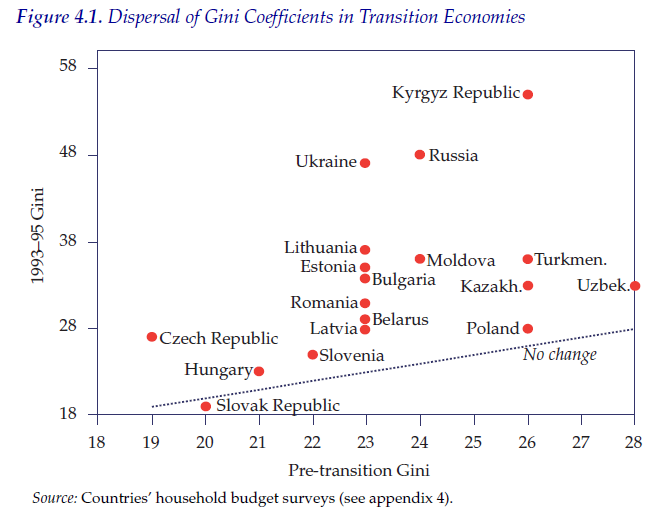 Figure 4.1. Dispersal of Gini Coefficients in Transition Economies
58
Kyrgyz Republic
48
Ukraine
Russia
1993–95 Gini
38
Lithuania
Estonia
Moldova
Turkmen.
Bulgaria
Kazakh.
Uzbek.
Romania
Belarus
28
Latvia
Poland
Czech Republic
Slovenia
No change
Hungary
Slovak Republic
18
18 19 20 21 22 23 24 25 26 27 28
Pre-transition Gini
Source: Countries’ household budget surveys (see appendix 4).